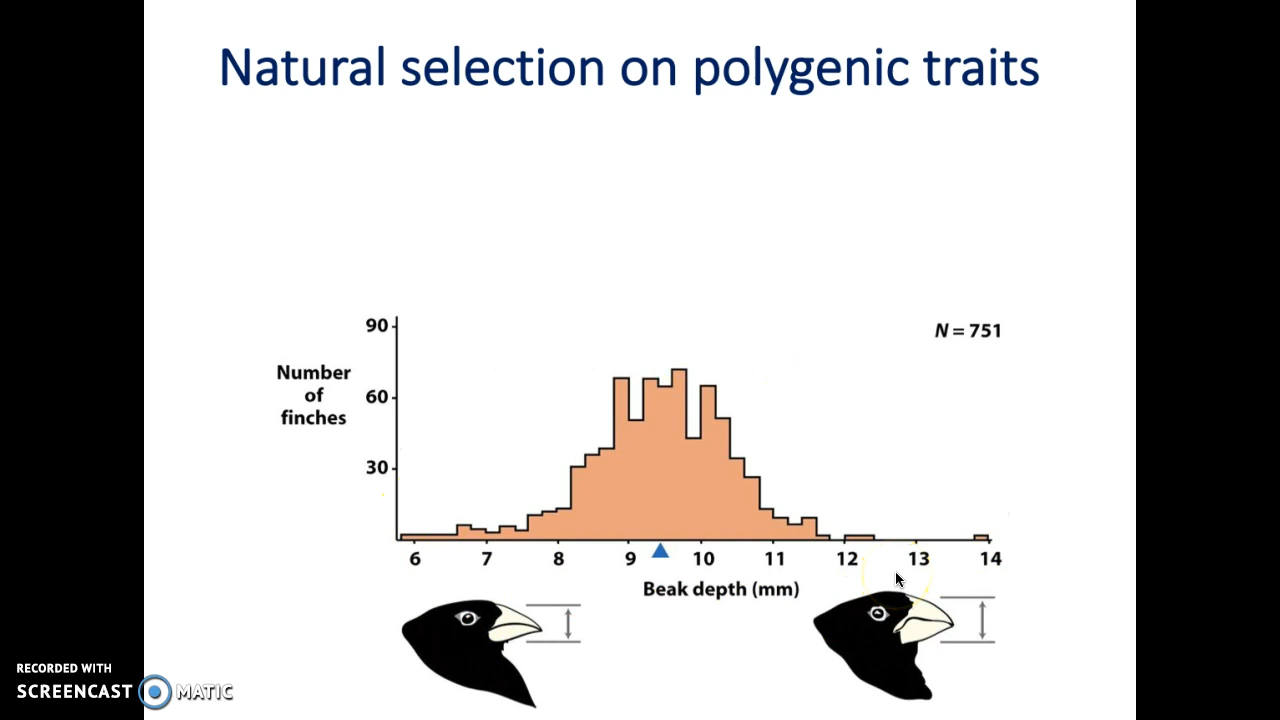 Natural selection on polygenic traits
90
N = 751
Number
of
finches
60
30
6 7 8 9 10 11 12 13 14
Beak depth (mm)
RECORDED WITH
SCREENCAST MATIC